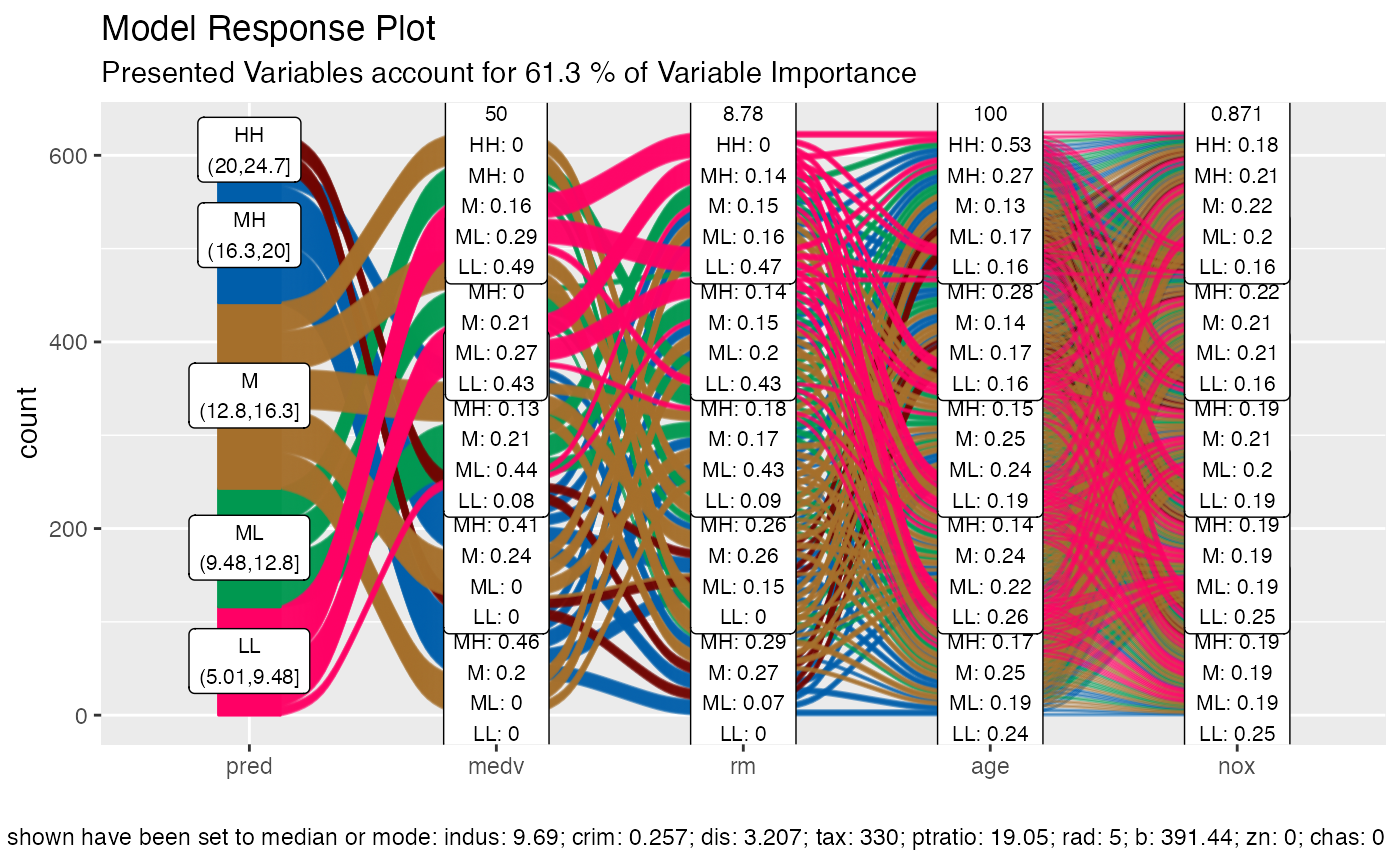 Model Response Plot
Presented Variables account for 61.3 % of Variable Importance
count
600
400
200
0
HH
(20,24.7]
MH
(16.3,20]
M
(12.8,16.3]
ML
(9.48,12.8]
LL
(5.01,9.48]
50
HH: 0
MH: 0
M: 0.16
ML: 0.29
LL: 0.49
MH: 0
M: 0.21
ML: 0.27
LL: 0.43
MH: 0.13
M: 0.21
ML: 0.44
LL: 0.08
MH: 0.41
M: 0.24
ML: 0
LL: 0
MH: 0.46
M: 0.2
ML: 0
LL: 0
8.78
HH: 0
MH: 0.14
M: 0.15
ML: 0.16
LL: 0.47
MH: 0.14
M: 0.15
ML: 0.2
LL: 0.43
MH: 0.18
M: 0.17
ML: 0.43
LL: 0.09
MH: 0.26
M: 0.26
ML: 0.15
LL: 0
MH: 0.29
M: 0.27
ML: 0.07
LL: 0
100
HH: 0.53
MH: 0.27
M: 0.13
ML: 0.17
LL: 0.16
MH: 0.28
M: 0.14
ML: 0.17
LL: 0.16
MH: 0.15
M: 0.25
ML: 0.24
LL: 0.19
MH: 0.14
M: 0.24
ML: 0.22
LL: 0.26
MH: 0.17
M: 0.25
ML: 0.19
LL: 0.24
0.871
HH: 0.18
MH: 0.21
M: 0.22
ML: 0.2
LL: 0.16
MH: 0.22
M: 0.21
ML: 0.21
LL: 0.16
MH: 0.19
M: 0.21
ML: 0.2
LL: 0.19
MH: 0.19
M: 0.19
ML: 0.19
LL: 0.25
MH: 0.19
M: 0.19
ML: 0.19
LL: 0.25
pred
medv
rm
age
nox
shown have been set to median or mode: indus: 9.69; crim: 0.257; dis: 3.207; tax: 330; ptratio: 19.05; rad: 5; b: 391.44; zn: 0; chas: 0